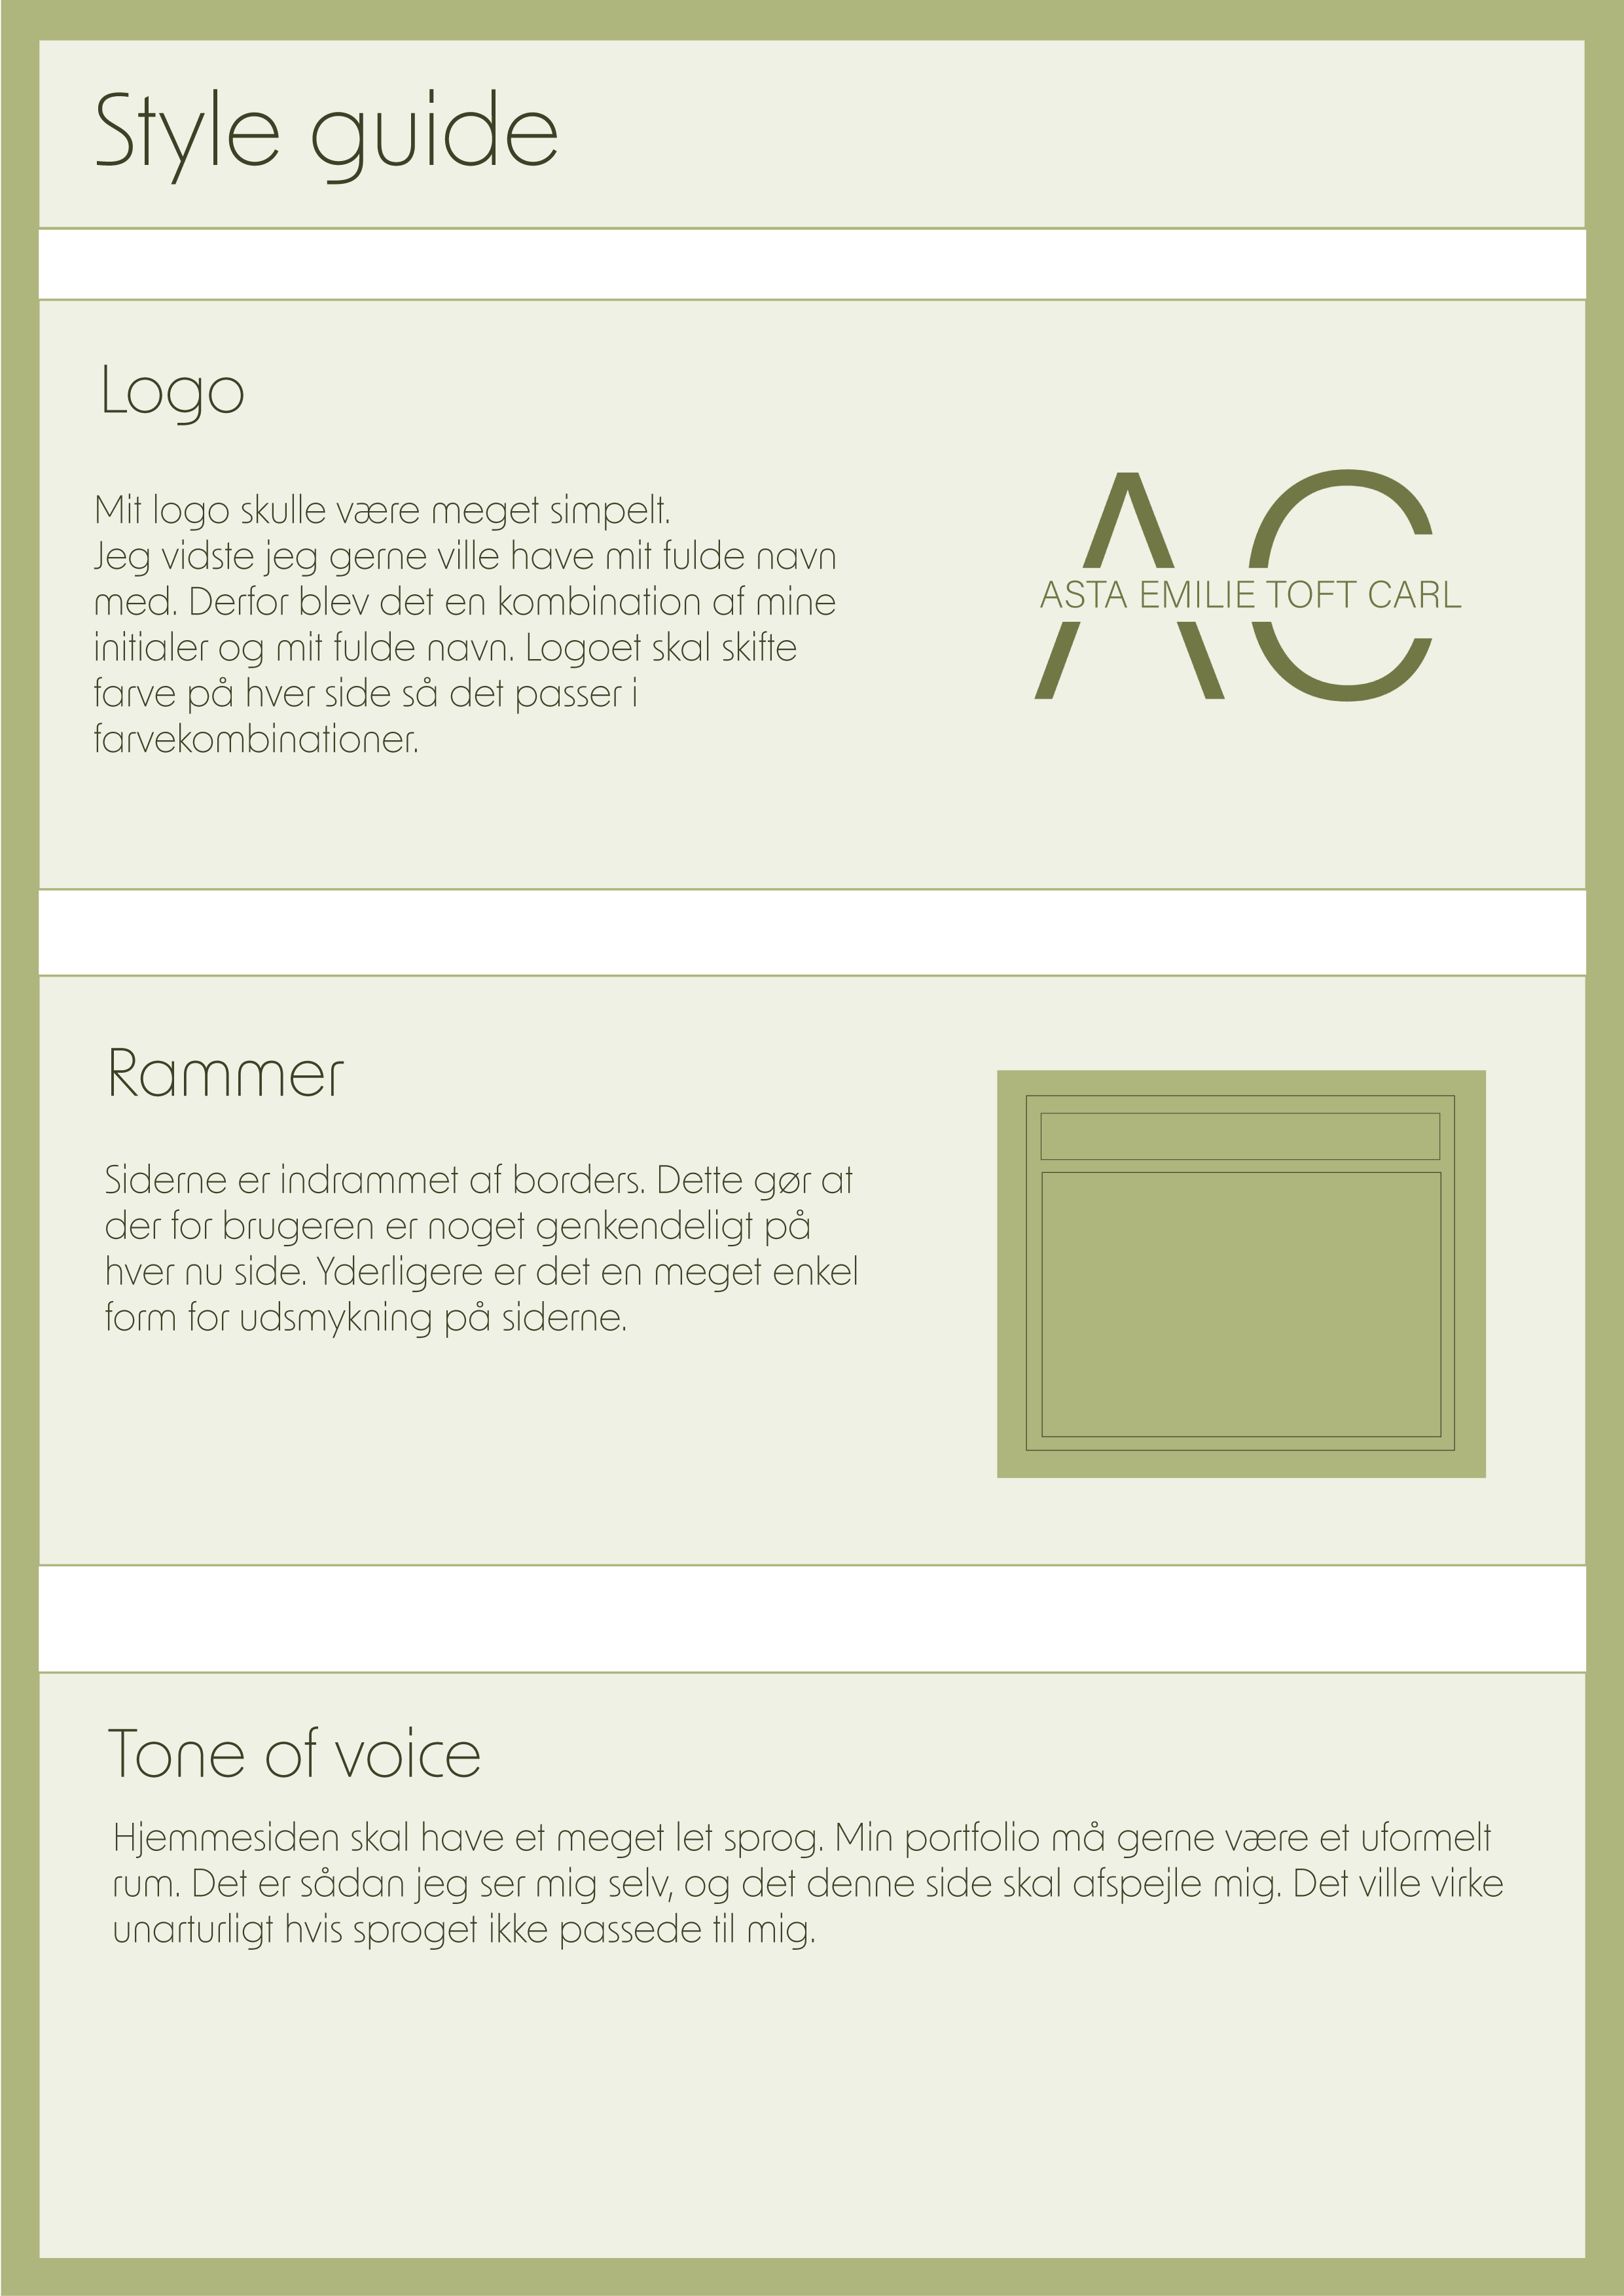 Style guide
Logo
Mit logo skulle være meget simpelt.
Jeg vidste jeg gerne ville have mit fulde navn
med. Derfor blev det en kombination af mine
initialer og mit fulde navn. Logoet skal skifte
farve på hver side så det passer i
farvekombinationer.
AC
ASTA EMILIE TOFT CARL
Rammer
Siderne er indrammet af borders. Dette gør at
der for brugeren er noget genkendeligt på
hver nu side. Yderligere er det en meget enkel
form for udsmykning på siderne.
Tone of voice
Hjemmesiden skal have et meget let sprog. Min portfolio må gerne være et uformelt
rum. Det er sådan jeg ser mig selv, og det denne side skal afspejle mig. Det ville virke
unarturligt hvis sproget ikke passede til mig.